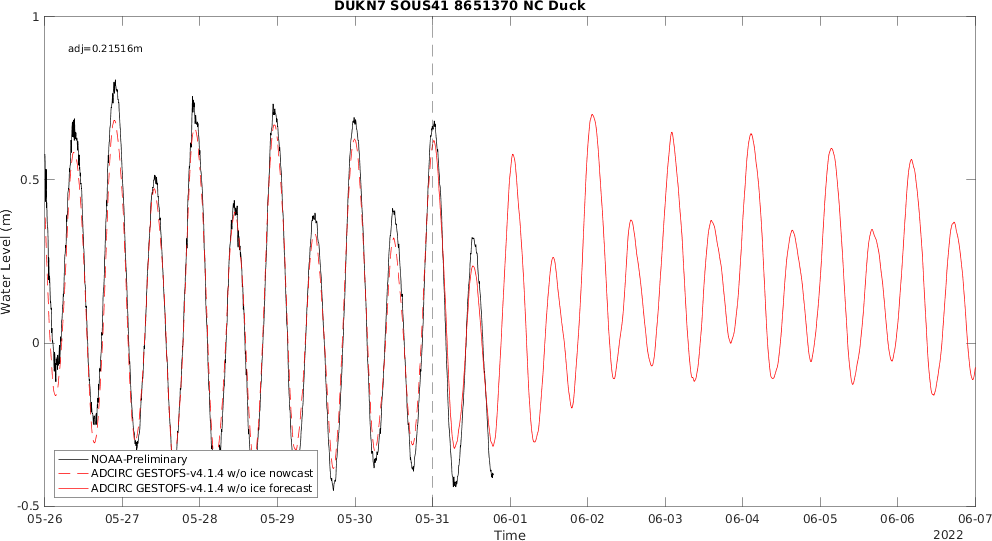 DUKN7 SOUS41 8651370 NC Duck
adj=0.21516m
Water Level (m)
1
0.5
0
-0.5
NOAA-Preliminary
ADCIRC GESTOFS-v4.1.4 w/o ice nowcast
ADCIRC GESTOFS-v4.1.4 w/o ice forecast
05-26 05-27 05-28 05-29 05-30 05-31 06-01 06-02 06-03 06-04 06-05 06-06 06-07
Time
2022